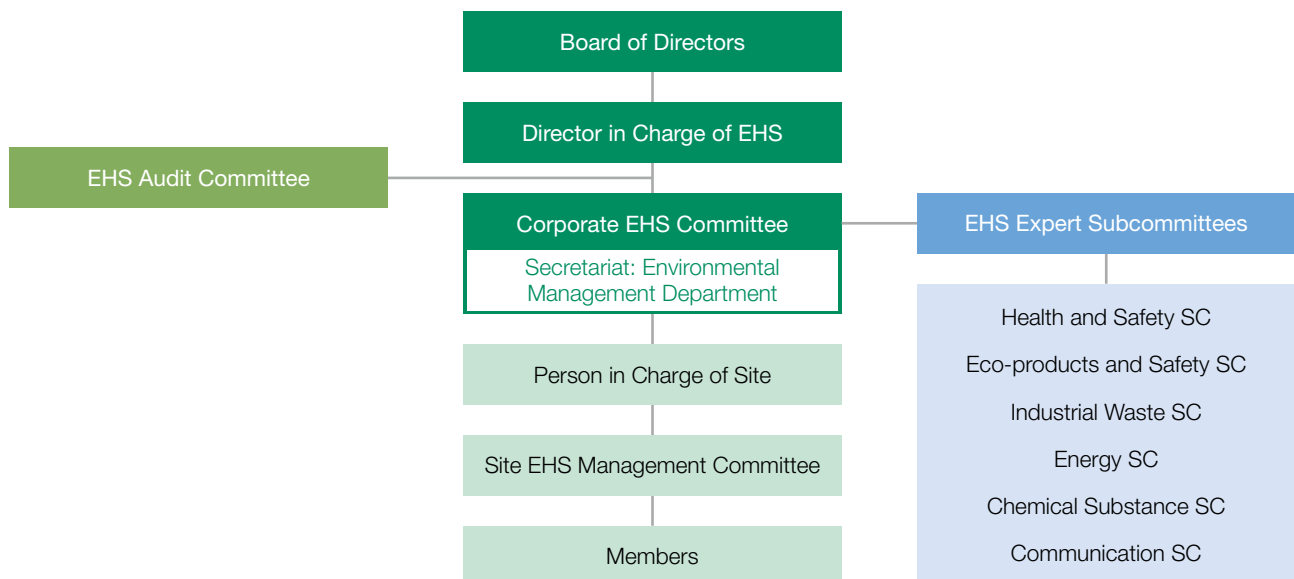 Board of Directors
Director in Charge of EHS
EHS Audit Committee
Corporate EHS Committee
Secretariat: Environmental
Management Department
EHS Expert Subcommittees
Health and Safety SC
Eco-products and Safety SC
Industrial Waste SC
Energy SC
Chemical Substance SC
Communication SC
Person in Charge of Site
Site EHS Management Committee
Members